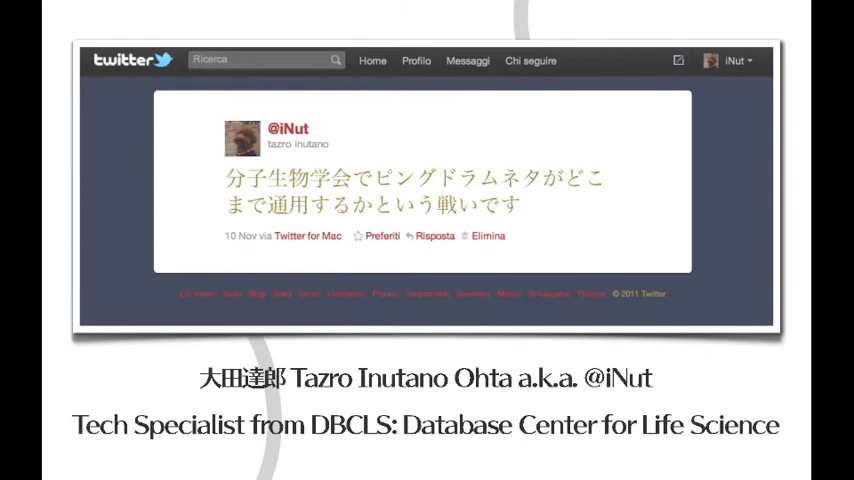 twitter
Ricerca
Home Profilo Messaggi Chi seguire
iNut
@iNut
tazro inutano
分子生物学会でピングドラムネタがどこ
まで通用するかという戦いです
10 Nov via Twitter for Mac Preferiti Risposta Elimina
© 2011 Twitter
大田達郎 Tazro Inutano Ohta a.k.a. @iNut
Tech Specialist from DBCLS: Database Center for Life Science